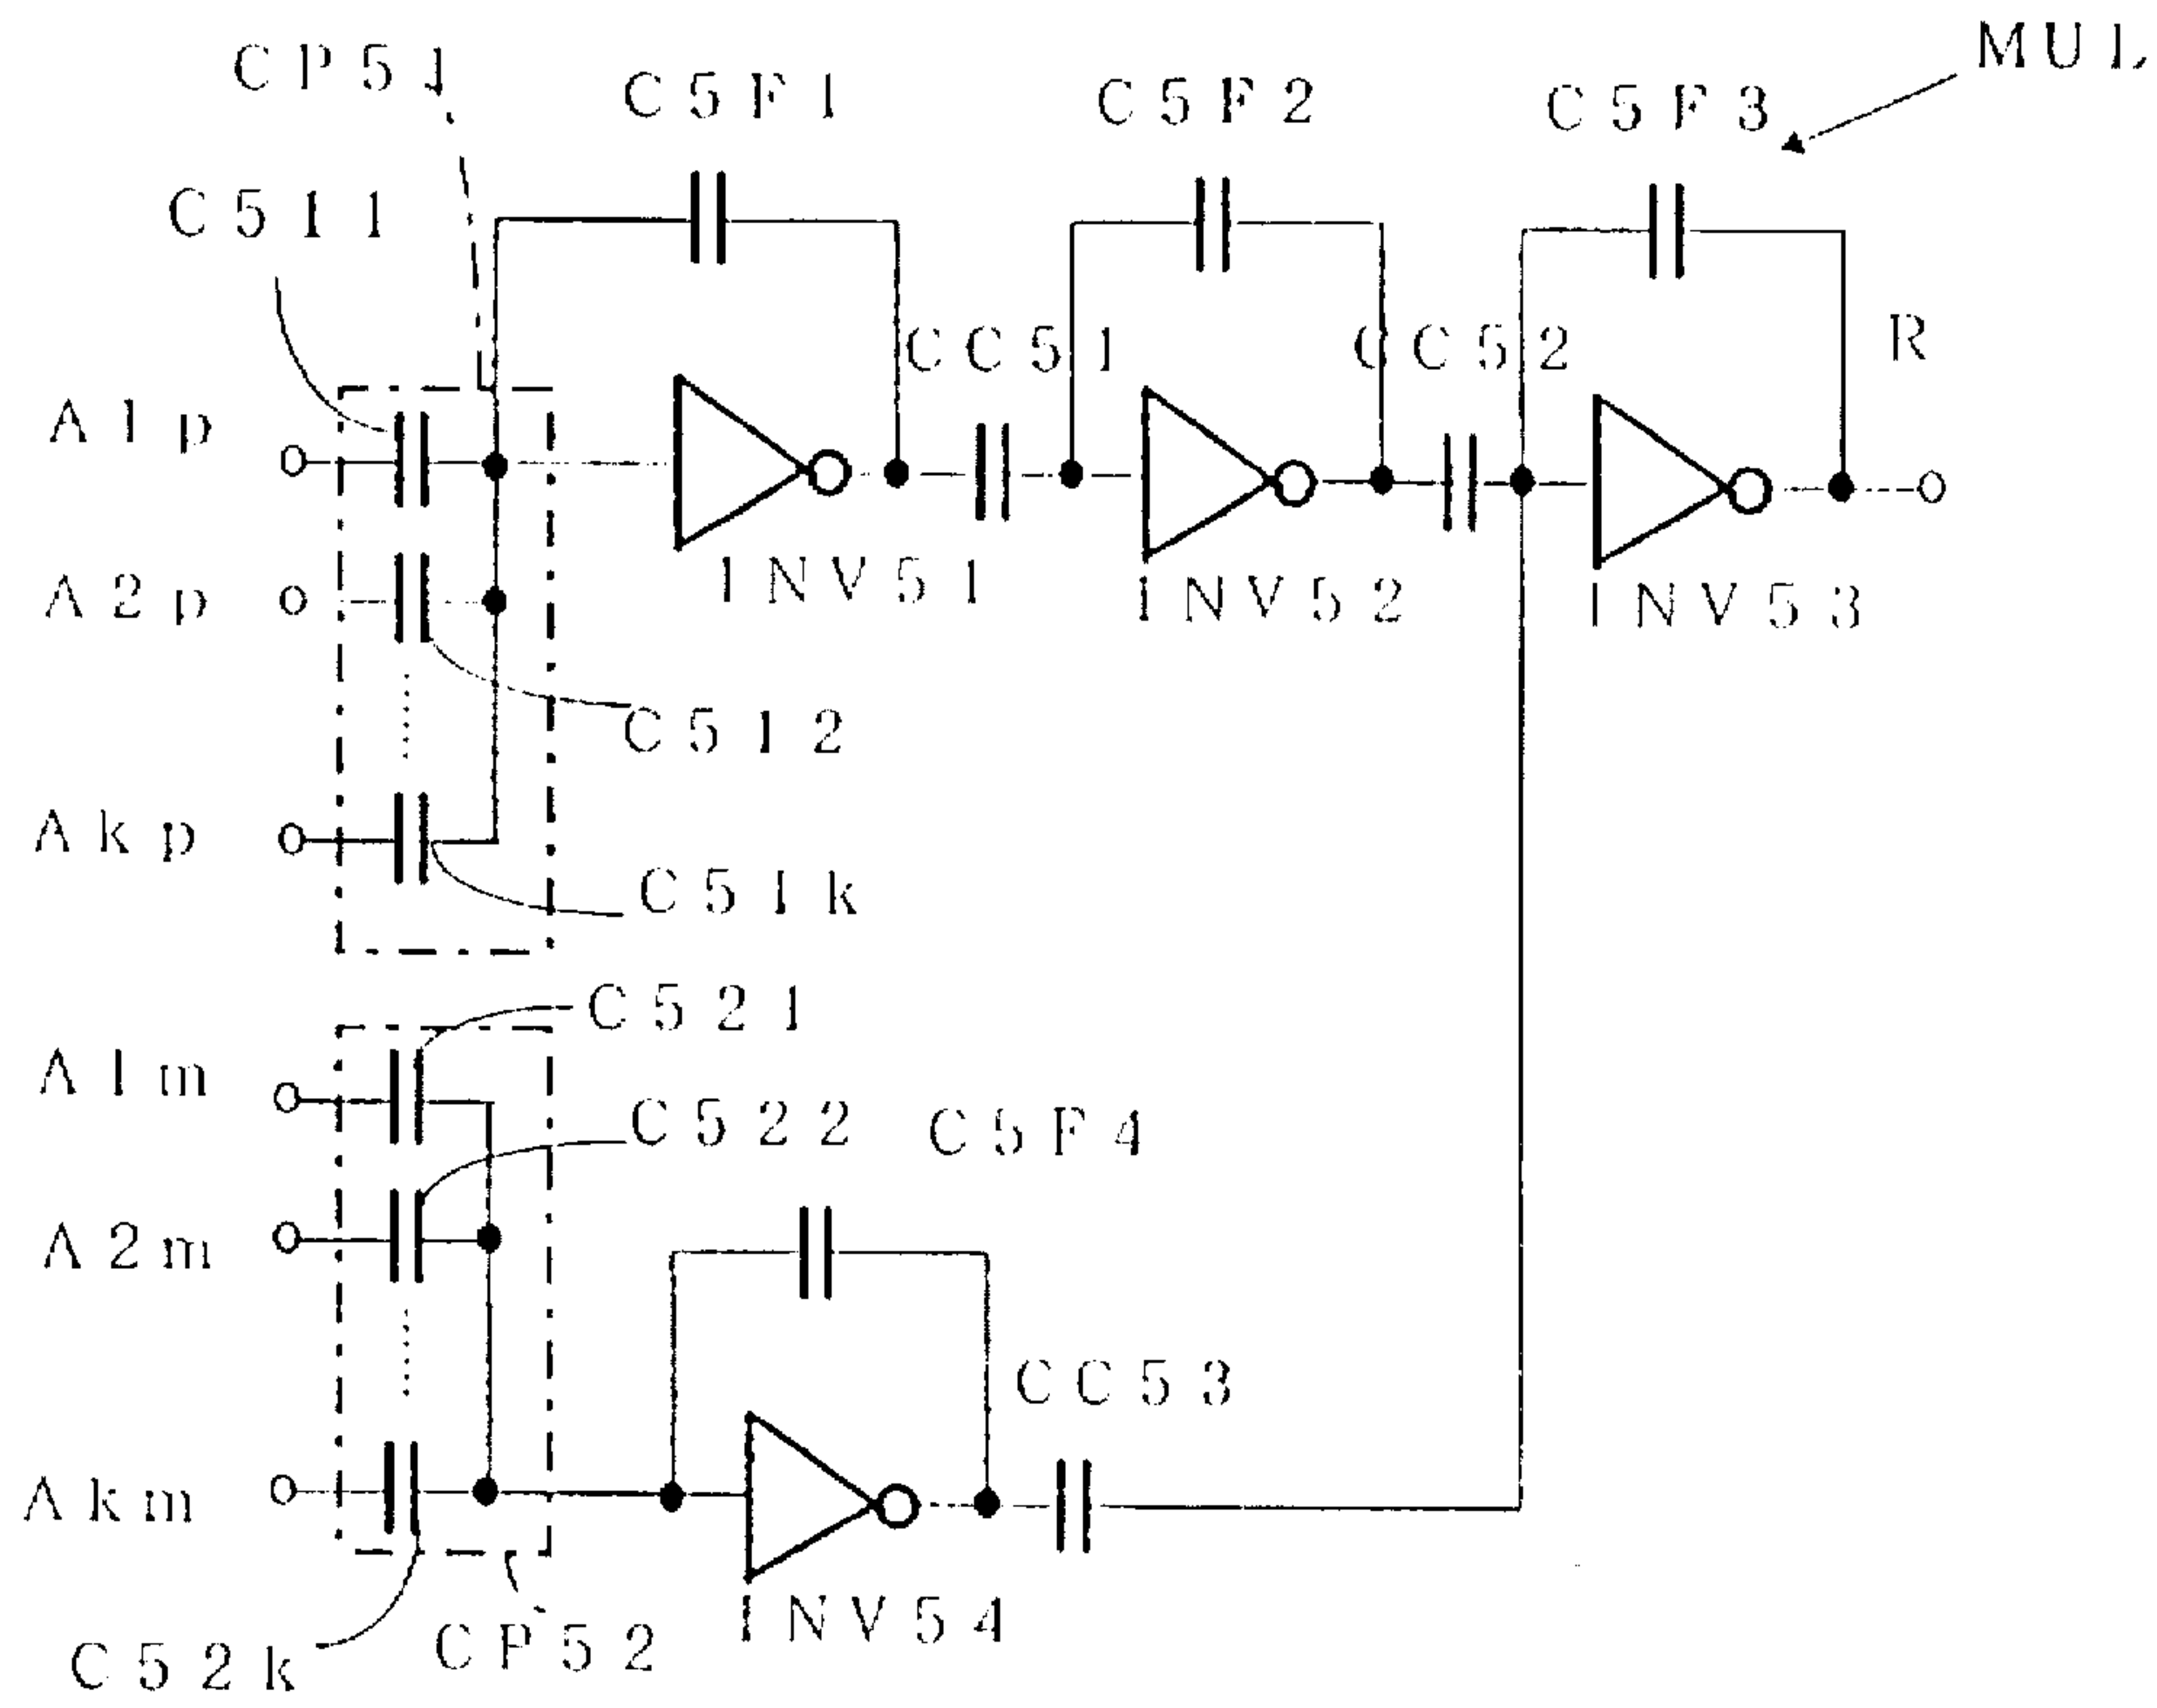 CP51
C5F1
C5F2
C5F3
MUL
C511
CC51
CC52
R
A1p
INV51
INV52
INV53
A2p
C512
Akp
C51k
C521
A1m
C522
C5F4
A2m
CC53
Akm
INV54
CP52
C52k